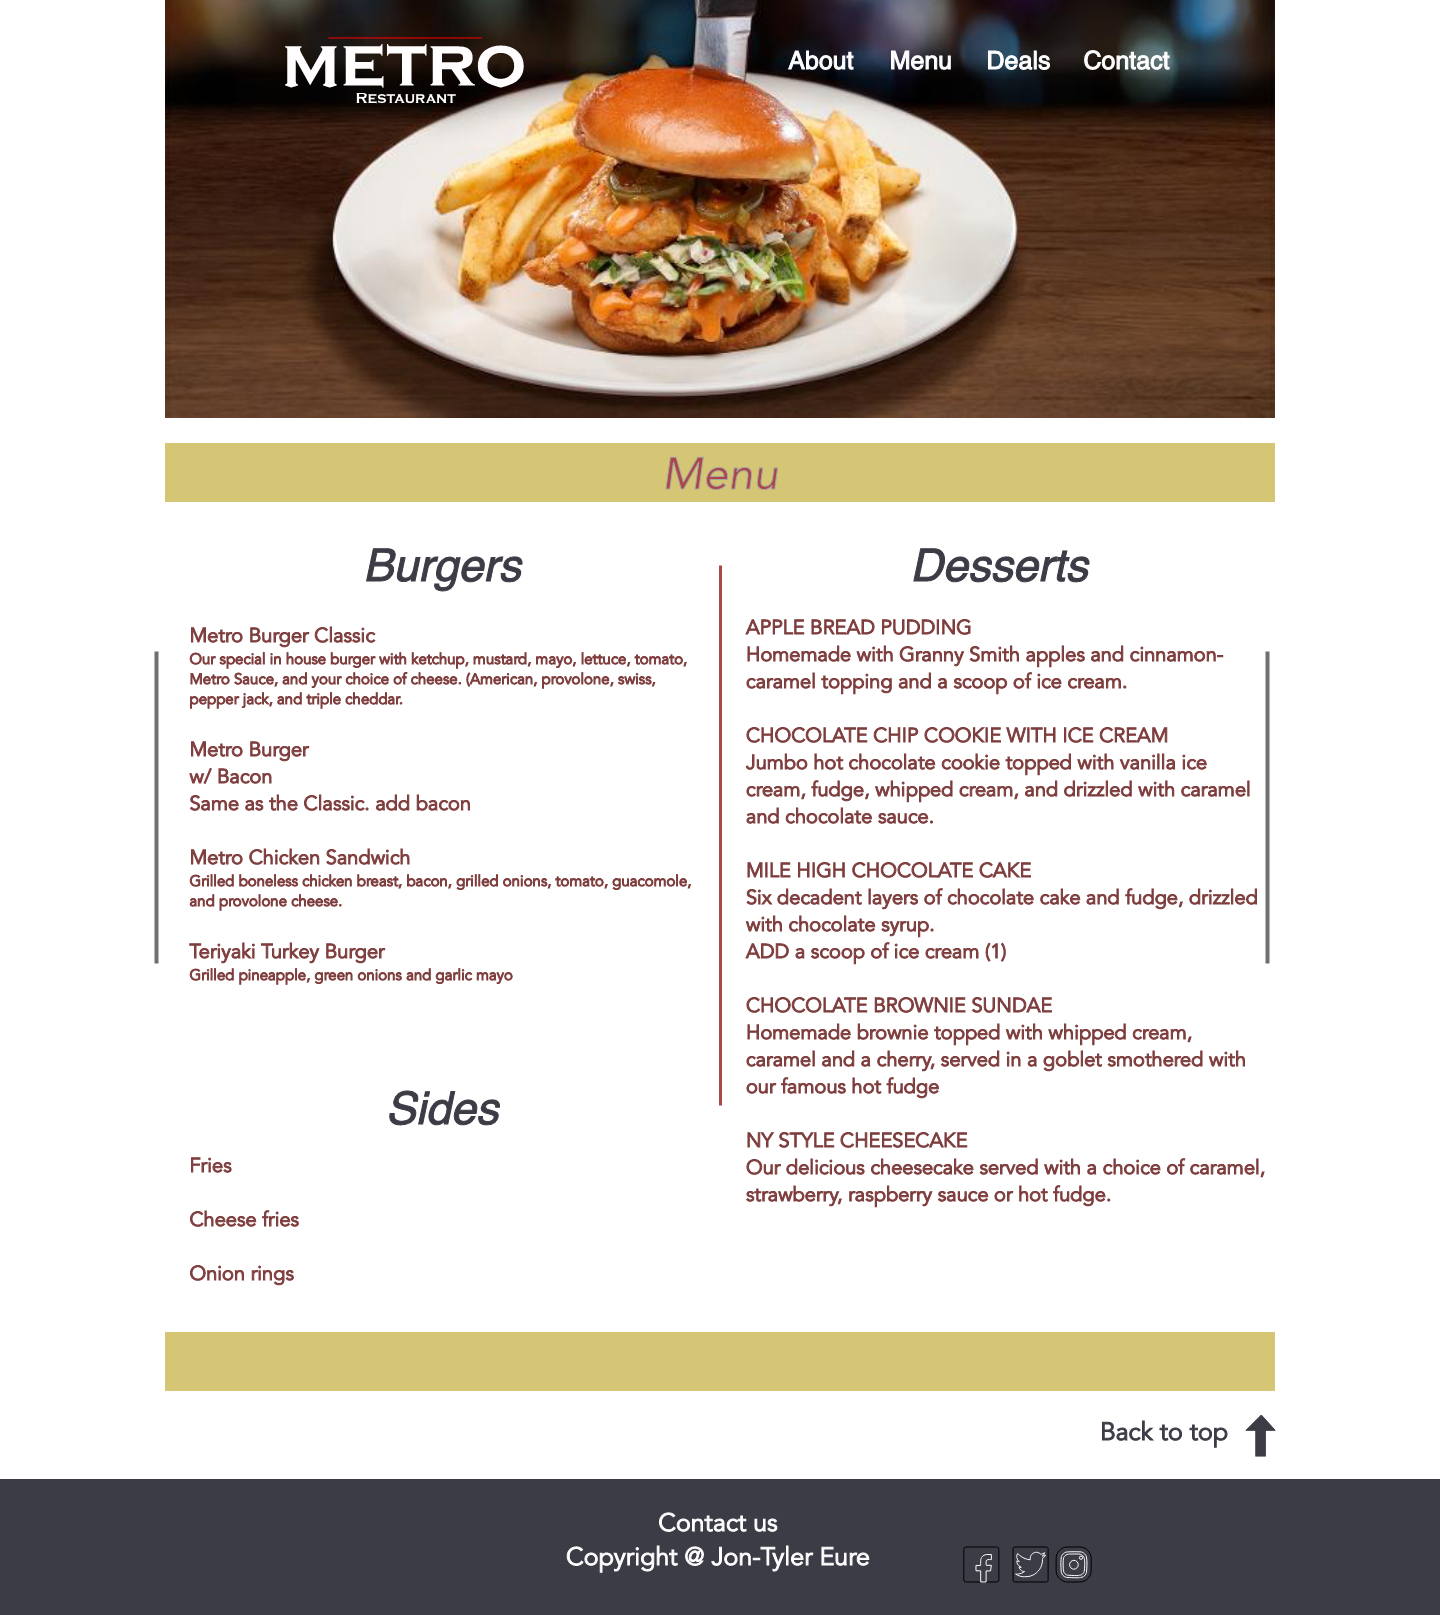 METRO
RESTAURANT
About Menu Deals Contact
Menu
Burgers
Metro Burger Classic
Our special in house burger with ketchup, mustard, mayo, lettuce, tomato,
Metro Sauce, and your choice of cheese. (American, provolone, swiss,
pepper jack, and triple cheddar.
Metro Burger
w/ Bacon
Same as the Classic. add bacon
Metro Chicken Sandwich
Grilled boneless chicken breast, bacon, grilled onions, tomato, guacomole,
and provolone cheese.
Teriyaki Turkey Burger
Grilled pineapple, green onions and garlic mayo
Sides
Fries
Cheese fries
Onion rings
Desserts
APPLE BREAD PUDDING
Homemade with Granny Smith apples and cinnamon-
caramel topping and a scoop of ice cream.
CHOCOLATE CHIP COOKIE WITH ICE CREAM
Jumbo hot chocolate cookie topped with vanilla ice
cream, fudge, whipped cream, and drizzled with caramel
and chocolate sauce.
MILE HIGH CHOCOLATE CAKE
Six decadent layers of chocolate cake and fudge, drizzled
with chocolate syrup.
ADD a scoop of ice cream (1)
CHOCOLATE BROWNIE SUNDAE
Homemade brownie topped with whipped cream,
caramel and a cherry, served in a goblet smothered with
our famous hot fudge
NY STYLE CHEESECAKE
Our delicious cheesecake served with a choice of caramel,
strawberry, raspberry sauce or hot fudge.
Back to top
Contact us
Copyright @ Jon-Tyler Eure